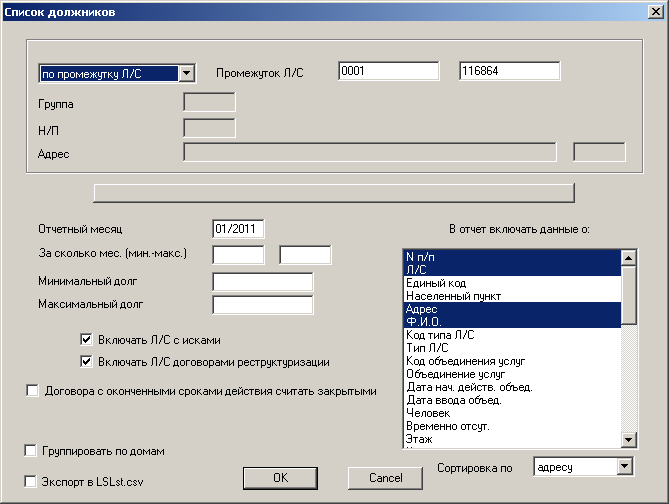 Список должников
по промежутку Л/С
Промежуток Л/С
0001
116864
Группа
Н/П
Адрес
Отчетный месяц
01/2011
За сколько мес. (мин.-макс.)
Минимальный долг
Максимальный долг
Включать Л/С с исками
Включать Л/С договорами реструктуризации
Договора с оконченными сроками действия считать закрытыми
Группировать по домам
Экспорт в LSLst.csv
OK
Cancel
В отчет включать данные о:
N п/п
Л/С
Единый код
Населенный пункт
Адрес
Ф.И.О.
Код типа Л/С
Тип Л/С
Код объединения услуг
Объединение услуг
Дата нач. действ. объед.
Дата ввода объед.
Человек
Временно отсут.
Этаж
Сортировка по
адресу